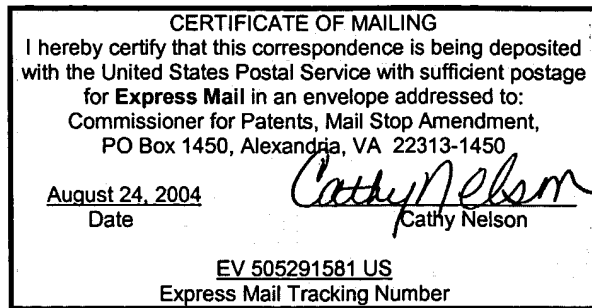 CERTIFICATE OF MAILING
I hereby certify that this correspondence is being deposited
with the United States Postal Service with sufficient postage
for Express Mail in an envelope addressed to:
Commissioner for Patents, Mail Stop Amendment,
PO Box 1450, Alexandria, VA 22313-1450
Cathy Nelson
August 24, 2004
Date
Cathy Nelson
EV 505291581 US
Express Mail Tracking Number